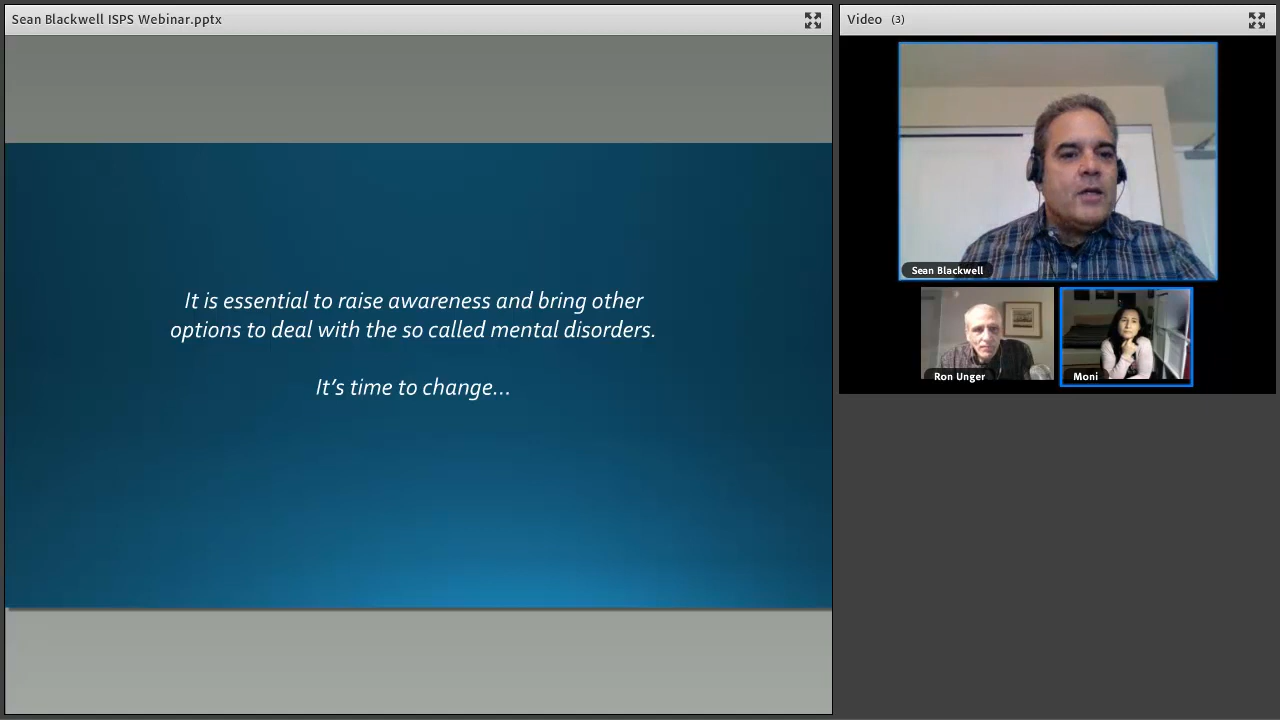 Sean Blackwell ISPS Webinar.pptx
Video (3)
It is essential to raise awareness and bring other
options to deal with the so called mental disorders.
It’s time to change...
Sean Blackwell
Ron Unger
Moni